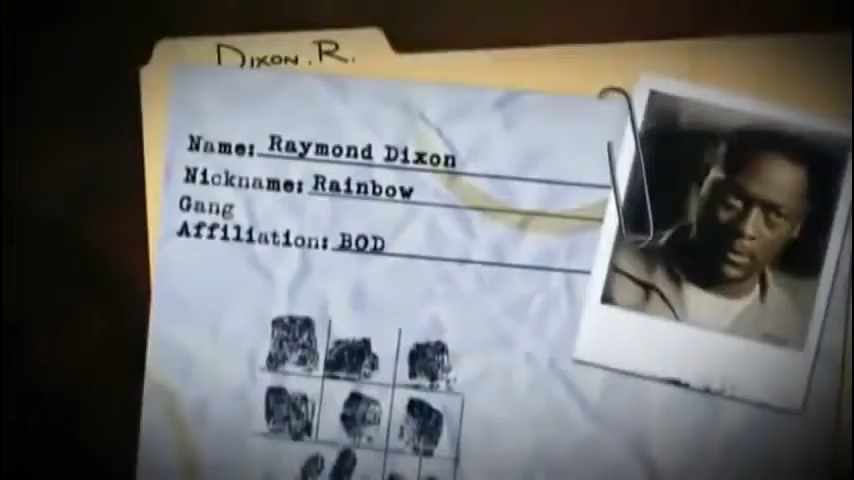 DIXON, R.
Name: Raymond Dixon
Nickname: Rainbow
Gang
Affiliation: BOD